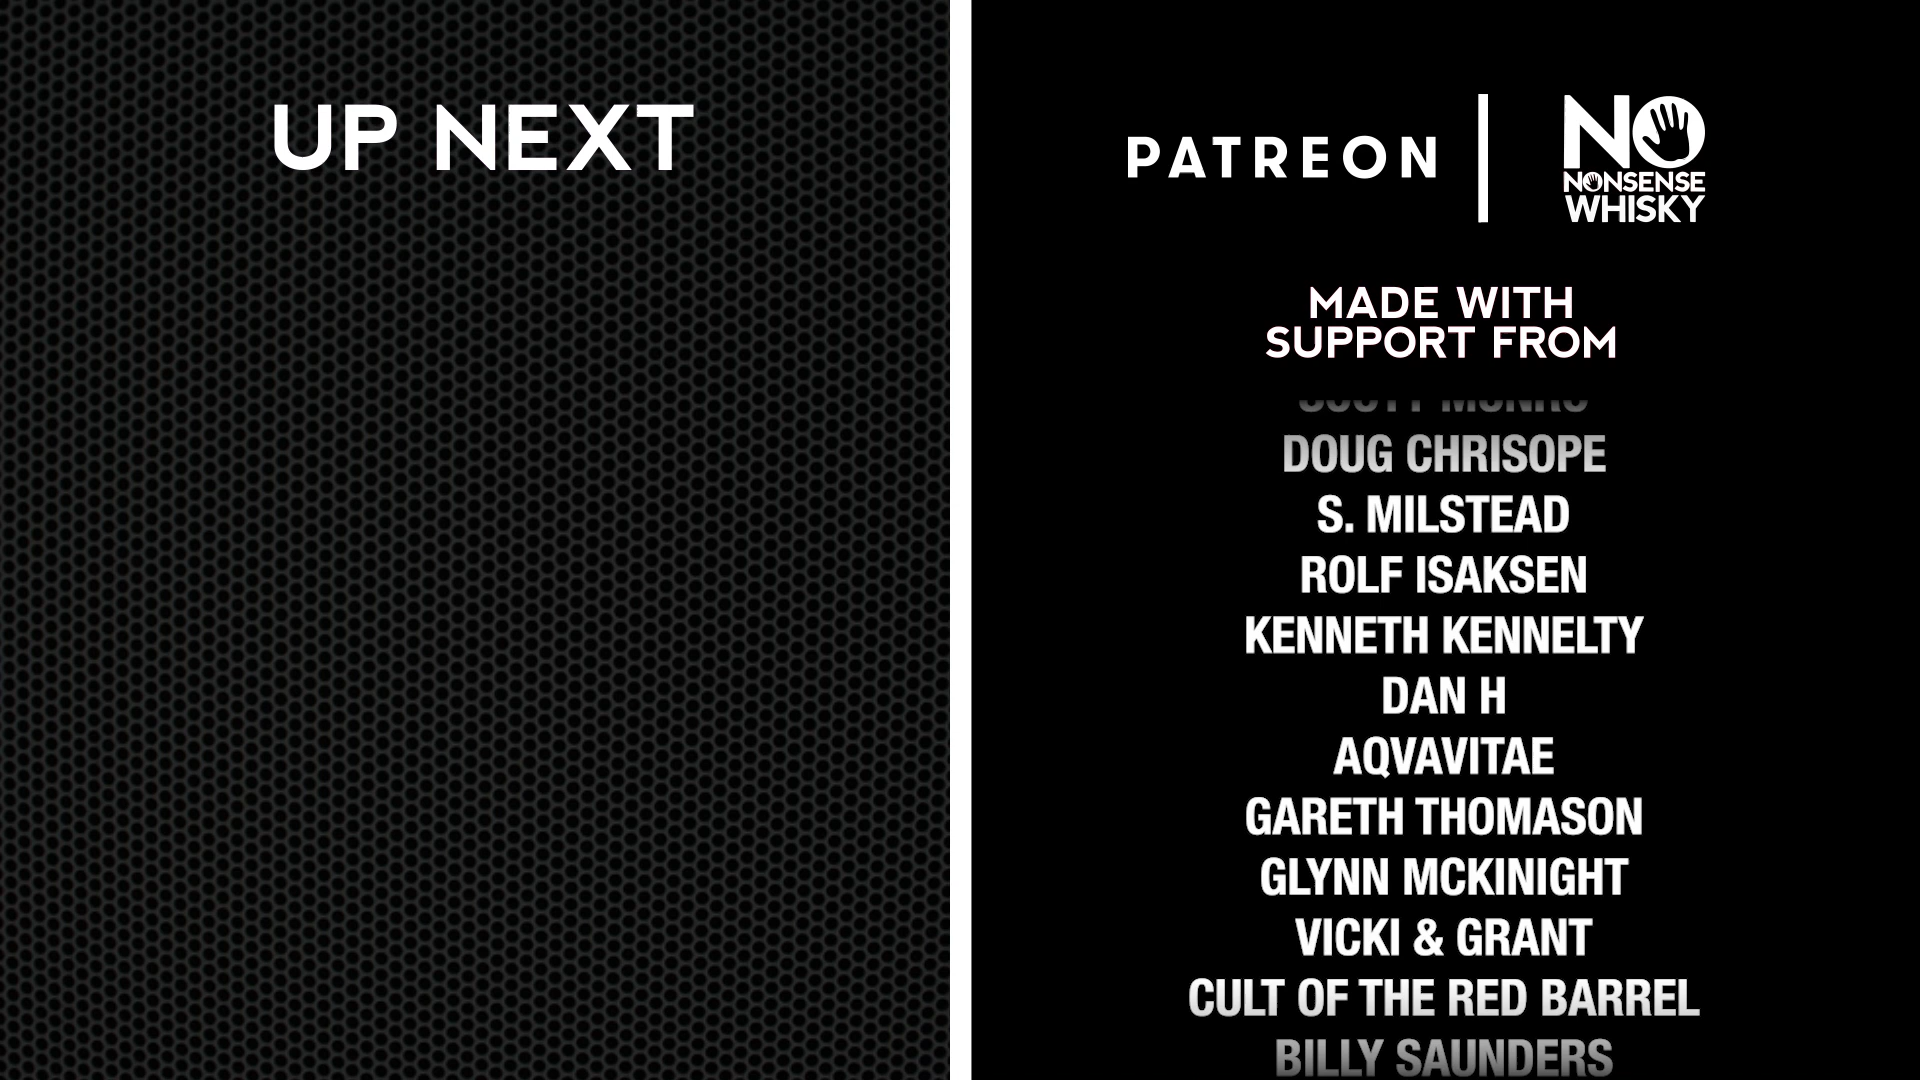 UP NEXT
PATREON
NO
NONSENSE
WHISKY
MADE WITH
SUPPORT FROM
DOUG CHRISOPE
S. MILSTEAD
ROLF ISAKSEN
KENNETH KENNELTY
DAN H
AQVAVITAE
GARETH THOMASON
GLYNN MCKINIGHT
VICKI & GRANT
CULT OF THE RED BARREL
BILLY SAUNDERS